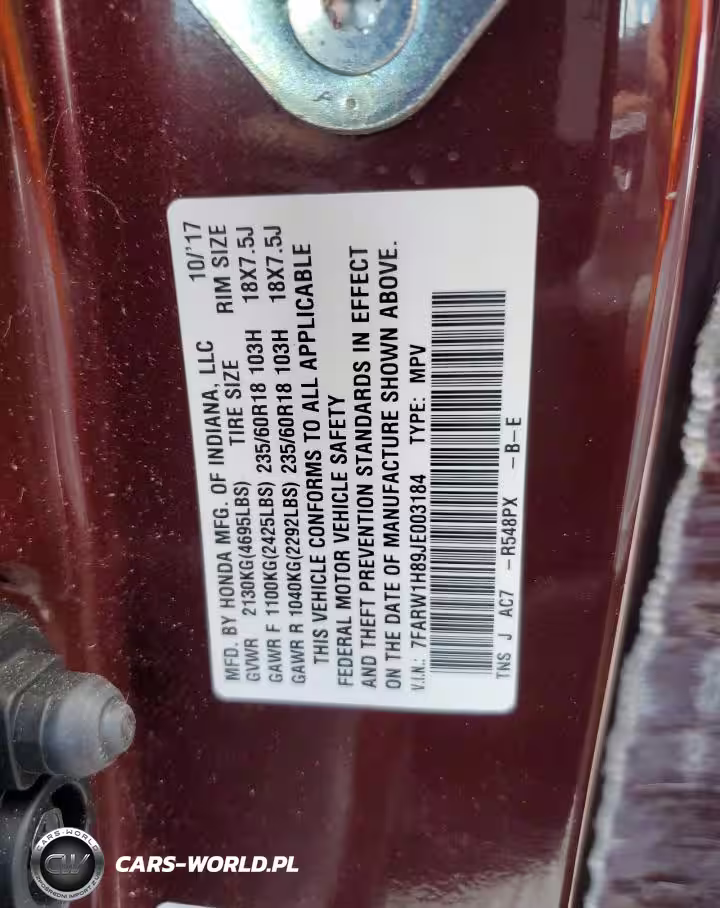 MFD. BY HONDA MFG. OF INDIANA, LLC 10/'17
GVWR 2130KG(4695LBS) TIRE SIZE RIM SIZE
GAWR F 1100KG(2425LBS) 235/60R18 103H 18X7.5J
GAWR R 1040KG(2292LBS) 235/60R18 103H 18X7.5J
THIS VEHICLE CONFORMS TO ALL APPLICABLE
FEDERAL MOTOR VEHICLE SAFETY
AND THEFT PREVENTION STANDARDS IN EFFECT
ON THE DATE OF MANUFACTURE SHOWN ABOVE.
V.I.N.: 7FARW1H89JE003184 TYPE: MPV
TNS J AC7 -R548PX -B-E
CARS-WORLD
CW
CARS-WORLD.PL